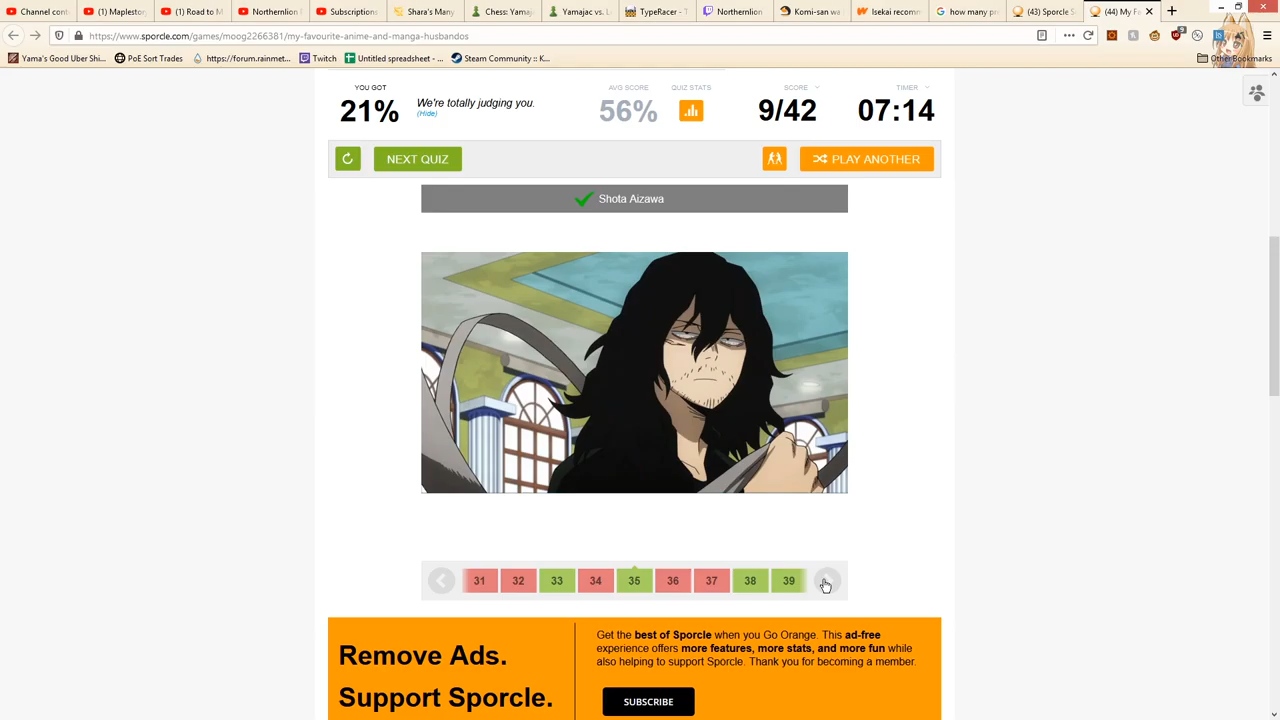 Channel cont
(1) Maplestory
(1) Road to M
Northernlion
Subscriptions
Shara's Many
Chess: Yamaj
Yamajac vs. L
TypeRacer - T
Northernlion
Komi-san wa
Isekai recomm
how many pr
(43) Sporcle S
(44) My Fa
https://www.sporcle.com/games/moog2266381/my-favourite-anime-and-manga-husbandos
Yama's Good Uber Shi...
PoE Sort Trades
https://forum.rainmet...
Twitch
Untitled spreadsheet - ...
Steam Community :: K...
Other Bookmarks
YOU GOT
21%
We're totally judging you.
(Hide)
AVG SCORE
56%
QUIZ STATS
SCORE
9/42
TIMER
07:14
NEXT QUIZ
PLAY ANOTHER
Shota Aizawa
31 32 33 34 35 36 37 38 39
Remove Ads.
Support Sporcle.
Get the best of Sporcle when you Go Orange. This ad-free
experience offers more features, more stats, and more fun while
also helping to support Sporcle. Thank you for becoming a member.
SUBSCRIBE